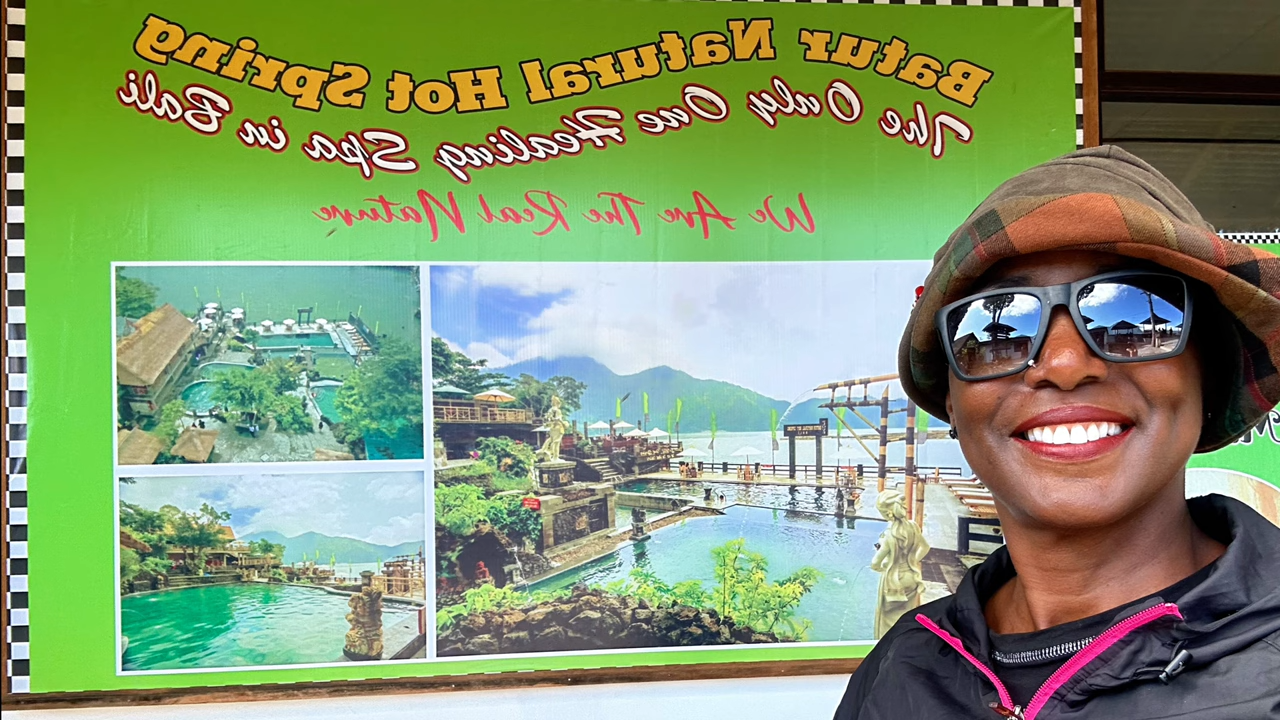 Batur Natural Hot Spring
The Only One Healing Spa in Bali
We Are The Real Nature